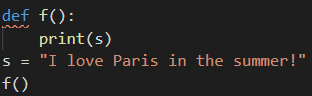 def f():
    print(s)
s = "I love Paris in the summer!"
f()